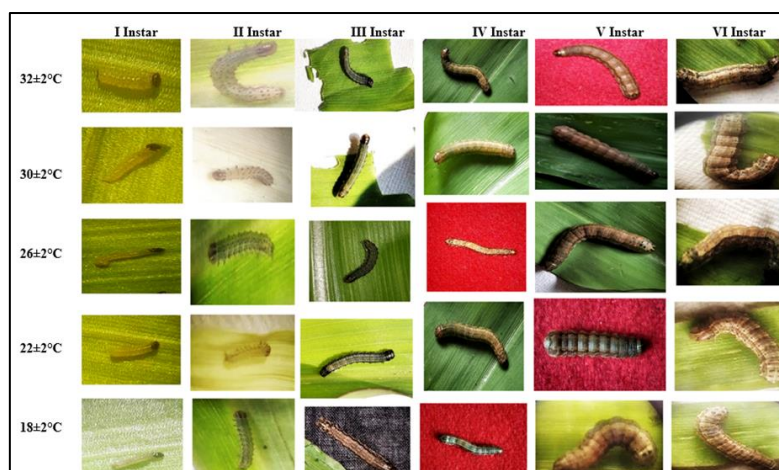 I Instar II Instar III Instar IV Instar V Instar VI Instar
32±2°C
30±2°C
26±2°C
22±2°C
18±2°C